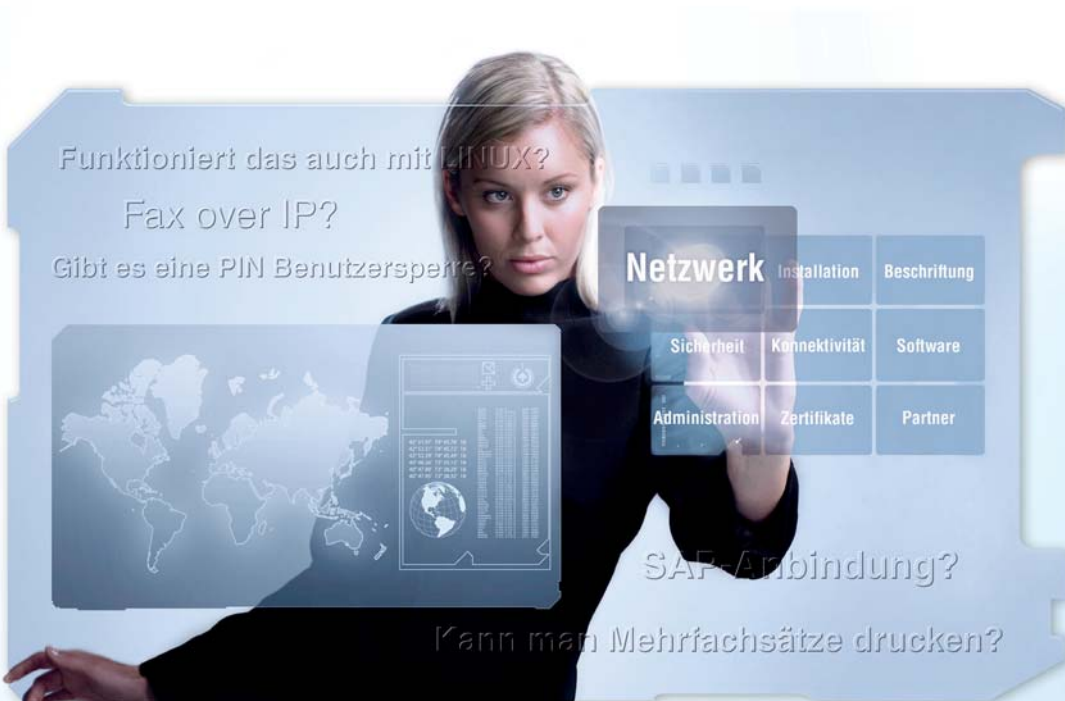 Funktioniert das auch mit LINUX?
Fax over IP?
Gibt es eine PIN Benutzersperre?
Netzwerk
Installation
Beschriftung
Sicherheit
Konnektivität
Software
Administration
Zertifikate
Partner
SAP-Anbindung?
Kann man Mehrfachsätze drucken?